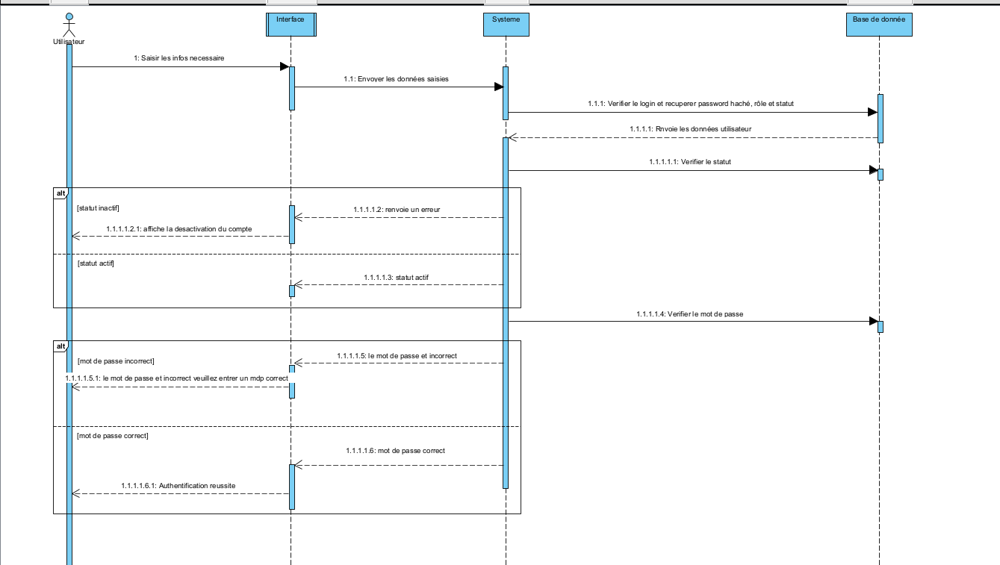 Interface
Systeme
Base de donnée
Utilisateur
1: Saisir les infos necessaire
1.1: Envoyer les données saisies
1.1.1: Verifier le login et recuperer password haché, rôle et statut
1.1.1.1: Rnvoie les données utilisateur
1.1.1.1.1: Verifier le statut
alt
[statut inactif]
1.1.1.1.2: renvoie un erreur
1.1.1.1.2.1: affiche la desactivation du compte
[statut actif]
1.1.1.1.3: statut actif
1.1.1.1.4: Verifier le mot de passe
alt
[mot de passe incorrect]
1.1.1.1.5: le mot de passe et incorrect
1.1.1.1.5.1: le mot de passe et incorrect veuillez entrer un mdp correct
[mot de passe correct]
1.1.1.1.6: mot de passe correct
1.1.1.1.6.1: Authentification reussite